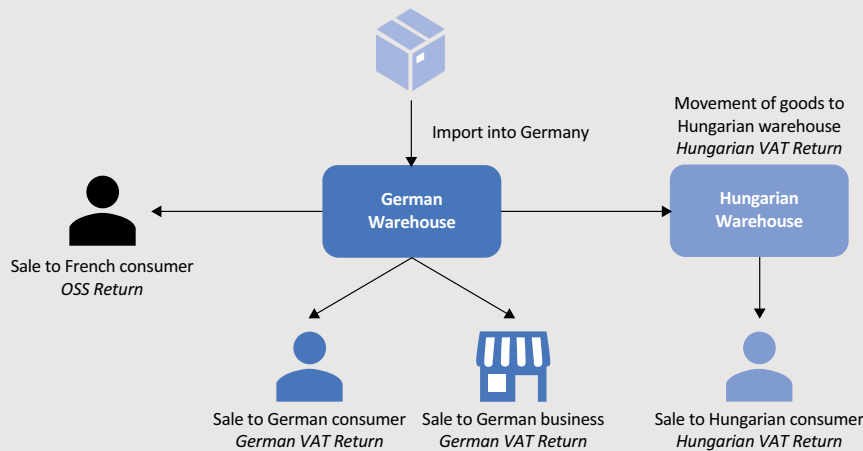 Import into Germany
Movement of goods to
Hungarian warehouse
Hungarian VAT Return
German
Warehouse
Hungarian
Warehouse
Sale to French consumer
OSS Return
Sale to German consumer
German VAT Return
Sale to German business
German VAT Return
Sale to Hungarian consumer
Hungarian VAT Return